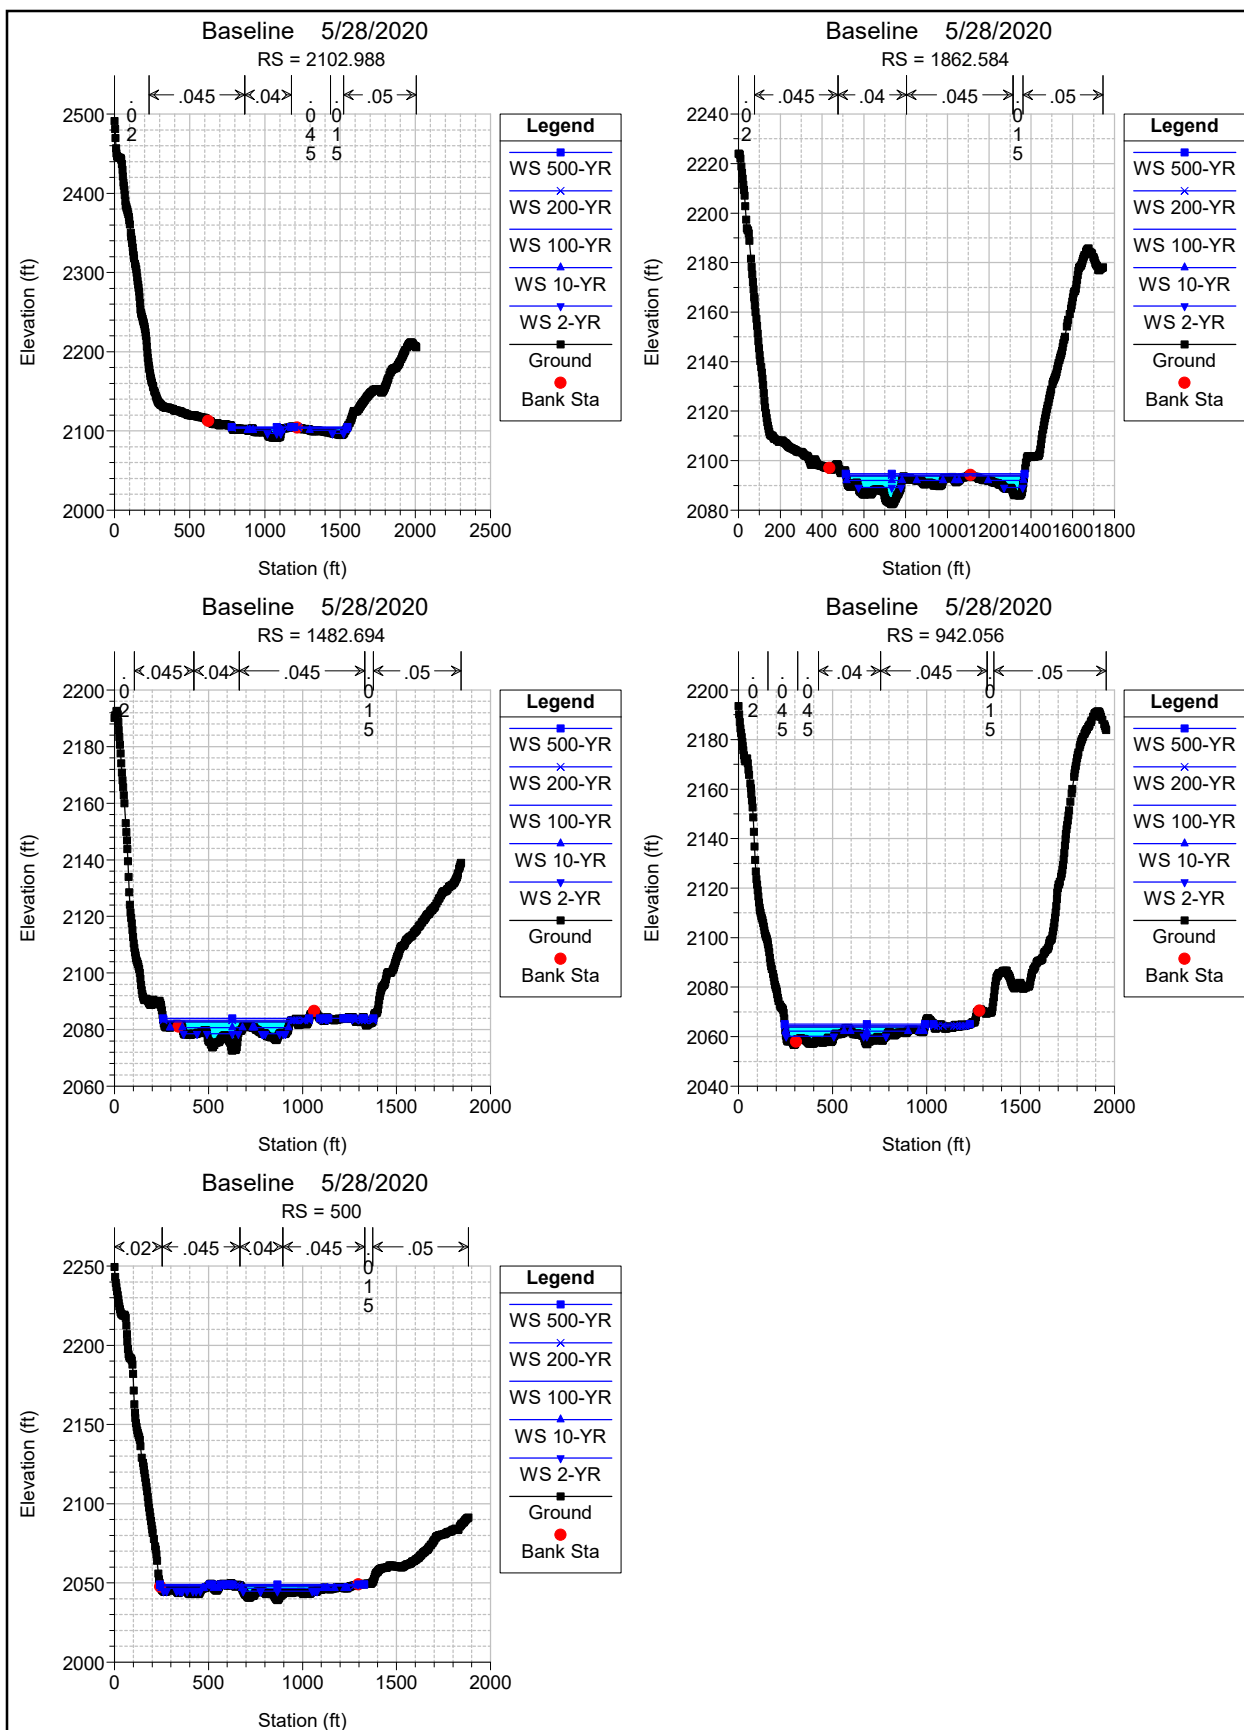 Baseline 5/28/2020
RS = 2102.988
.02 .045 .04 .045 .015 .05
2500
2400
2300
2200
2100
2000
Elevation (ft)
0 500 1000 1500 2000 2500
Station (ft)
Legend
WS 500-YR
WS 200-YR
WS 100-YR
WS 10-YR
WS 2-YR
Ground
Bank Sta
Baseline 5/28/2020
RS = 1862.584
.02 .045 .04 .045 .015 .05
2240
2220
2200
2180
2160
2140
2120
2100
2080
Elevation (ft)
0 200 400 600 800 1000 1200 1400 1600 1800
Station (ft)
Legend
WS 500-YR
WS 200-YR
WS 100-YR
WS 10-YR
WS 2-YR
Ground
Bank Sta
Baseline 5/28/2020
RS = 1482.694
.02 .045 .04 .045 .015 .05
2200
2180
2160
2140
2120
2100
2080
2060
Elevation (ft)
0 500 1000 1500 2000
Station (ft)
Legend
WS 500-YR
WS 200-YR
WS 100-YR
WS 10-YR
WS 2-YR
Ground
Bank Sta
Baseline 5/28/2020
RS = 942.056
.02 .045 .045 .04 .045 .015 .05
2200
2180
2160
2140
2120
2100
2080
2060
2040
Elevation (ft)
0 500 1000 1500 2000
Station (ft)
Legend
WS 500-YR
WS 200-YR
WS 100-YR
WS 10-YR
WS 2-YR
Ground
Bank Sta
Baseline 5/28/2020
RS = 500
.02 .045 .04 .045 .015 .05
2250
2200
2150
2100
2050
2000
Elevation (ft)
0 500 1000 1500 2000
Station (ft)
Legend
WS 500-YR
WS 200-YR
WS 100-YR
WS 10-YR
WS 2-YR
Ground
Bank Sta